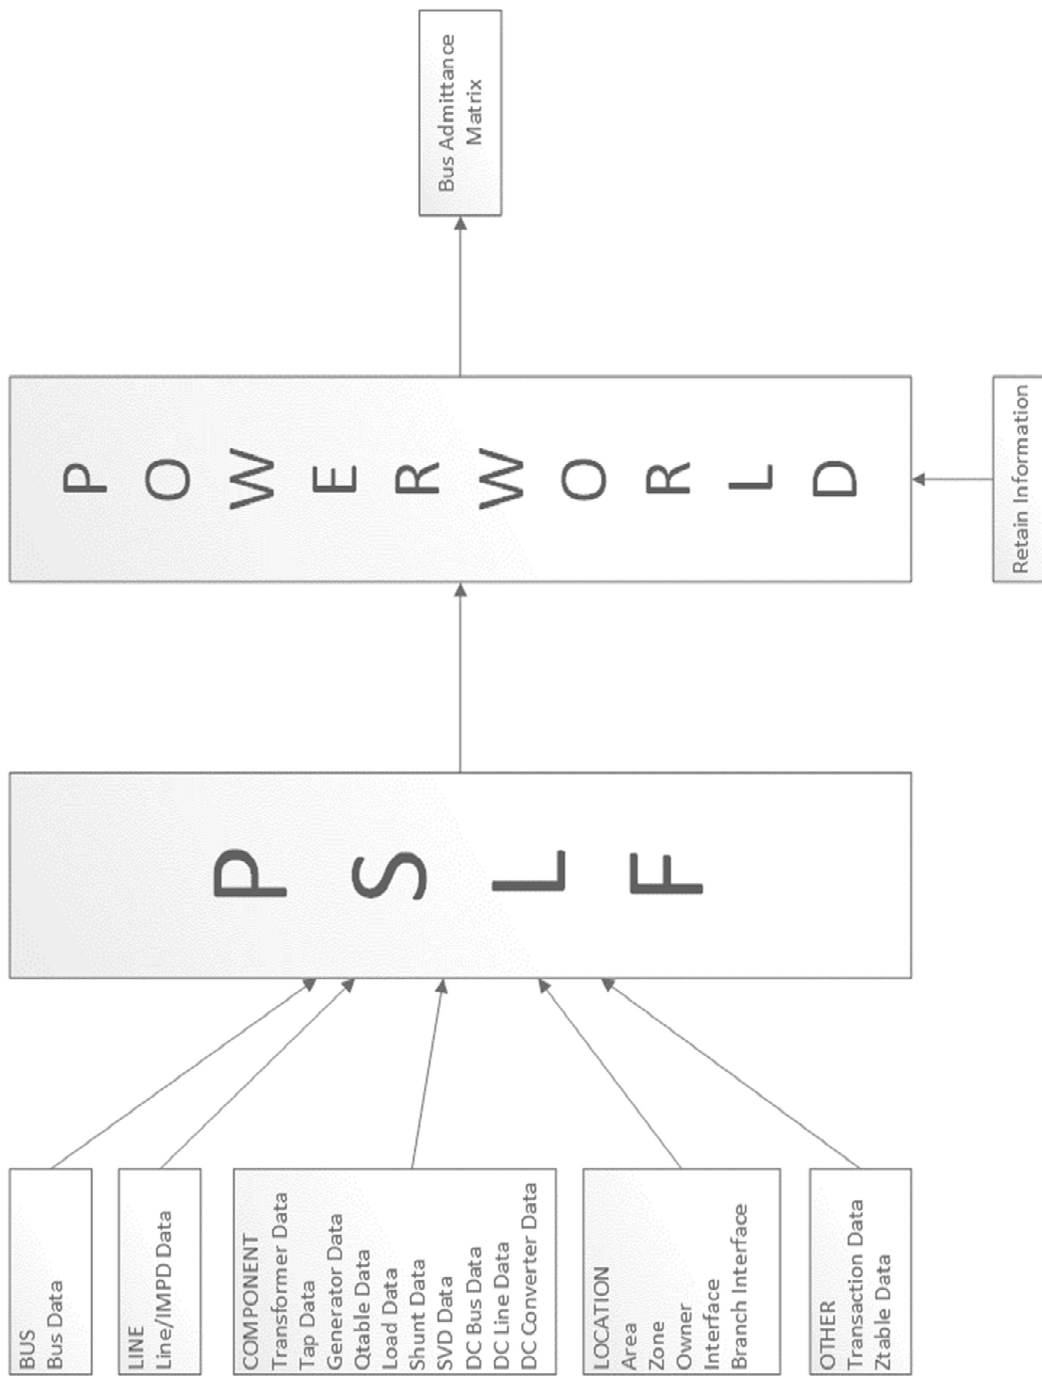 BUS
Bus Data
LINE
Line/IMPD Data
COMPONENT
Transformer Data
Tap Data
Generator Data
Qtable Data
Load Data
Shunt Data
SVD Data
DC Bus Data
DC Line Data
DC Converter Data
LOCATION
Area
Zone
Owner
Interface
Branch Interface
OTHER
Transaction Data
Ztable Data
P
S
L
F
P
O
W
E
R
W
O
R
L
D
Retain Information
Bus Admittance
Matrix